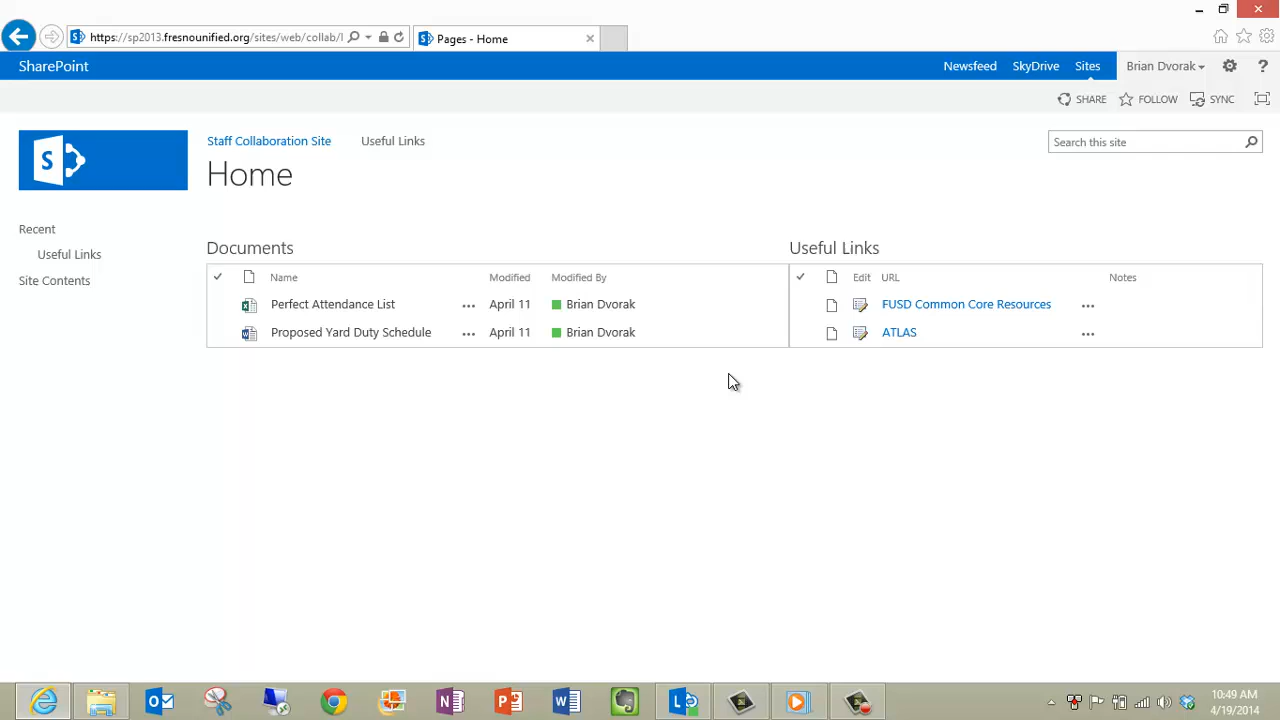 https://sp2013.fresnounified.org/sites/web/collab/
Pages - Home
SharePoint
Newsfeed SkyDrive Sites Brian Dvorak ?
SHARE FOLLOW SYNC
S
Staff Collaboration Site Useful Links
Search this site
Home
Recent
Useful Links
Site Contents
Documents
Name Modified Modified By
Perfect Attendance List ... April 11 Brian Dvorak
Proposed Yard Duty Schedule ... April 11 Brian Dvorak
Useful Links
Edit URL Notes
FUSD Common Core Resources ...
ATLAS ...
10:49 AM
4/19/2014